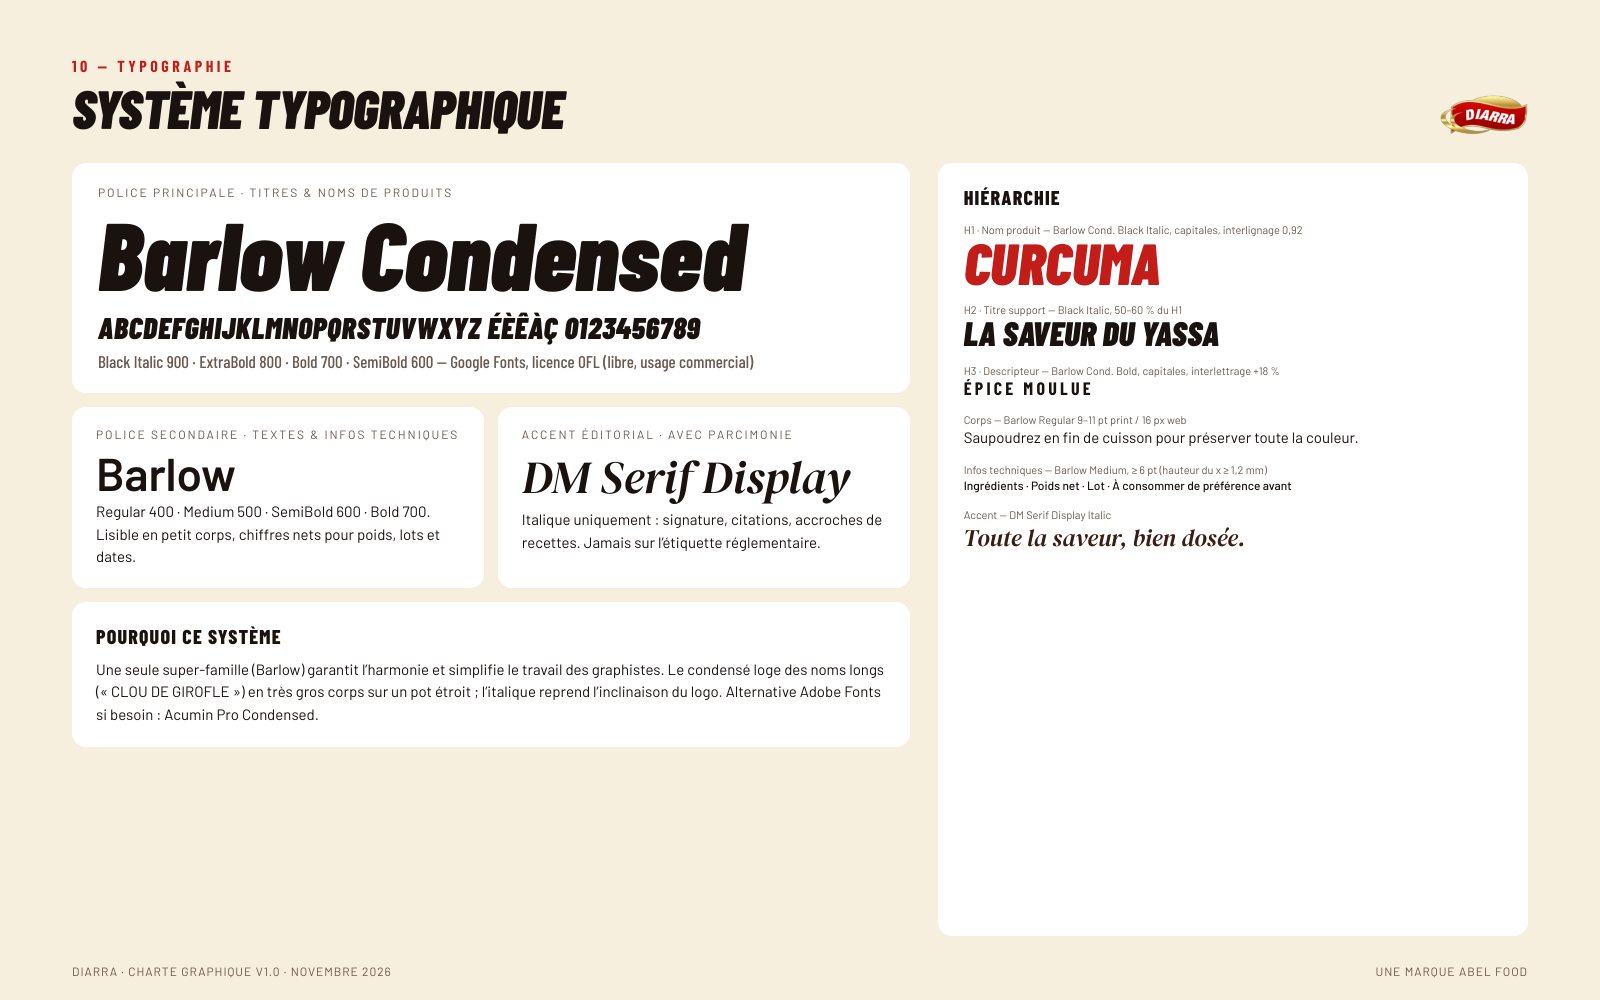 10 — TYPOGRAPHIE
SYSTÈME TYPOGRAPHIQUE
DIARRA
POLICE PRINCIPALE · TITRES & NOMS DE PRODUITS
Barlow Condensed
ABCDEFGHIJKLMNOPQRSTUVWXYZ ÉÈÊÀÇ 0123456789
Black Italic 900 · ExtraBold 800 · Bold 700 · SemiBold 600 — Google Fonts, licence OFL (libre, usage commercial)
POLICE SECONDAIRE · TEXTES & INFOS TECHNIQUES
Barlow
Regular 400 · Medium 500 · SemiBold 600 · Bold 700.
Lisible en petit corps, chiffres nets pour poids, lots et
dates.
ACCENT ÉDITORIAL · AVEC PARCIMONIE
DM Serif Display
Italique uniquement : signature, citations, accroches de
recettes. Jamais sur l’étiquette réglementaire.
POURQUOI CE SYSTÈME
Une seule super-famille (Barlow) garantit l’harmonie et simplifie le travail des graphistes. Le condensé loge des noms longs
(« CLOU DE GIROFLE ») en très gros corps sur un pot étroit ; l’italique reprend l’inclinaison du logo. Alternative Adobe Fonts
si besoin : Acumin Pro Condensed.
HIÉRARCHIE
H1 · Nom produit — Barlow Cond. Black Italic, capitales, interlignage 0,92
CURCUMA
H2 · Titre support — Black Italic, 50–60 % du H1
LA SAVEUR DU YASSA
H3 · Descripteur — Barlow Cond. Bold, capitales, interlettrage +18 %
ÉPICE MOULUE
Corps — Barlow Regular 9–11 pt print / 16 px web
Saupoudrez en fin de cuisson pour préserver toute la couleur.
Infos techniques — Barlow Medium, ≥ 6 pt (hauteur du x ≥ 1,2 mm)
Ingrédients · Poids net · Lot · À consommer de préférence avant
Accent — DM Serif Display Italic
Toute la saveur, bien dosée.
DIARRA · CHARTE GRAPHIQUE V1.0 · NOVEMBRE 2026
UNE MARQUE ABEL FOOD